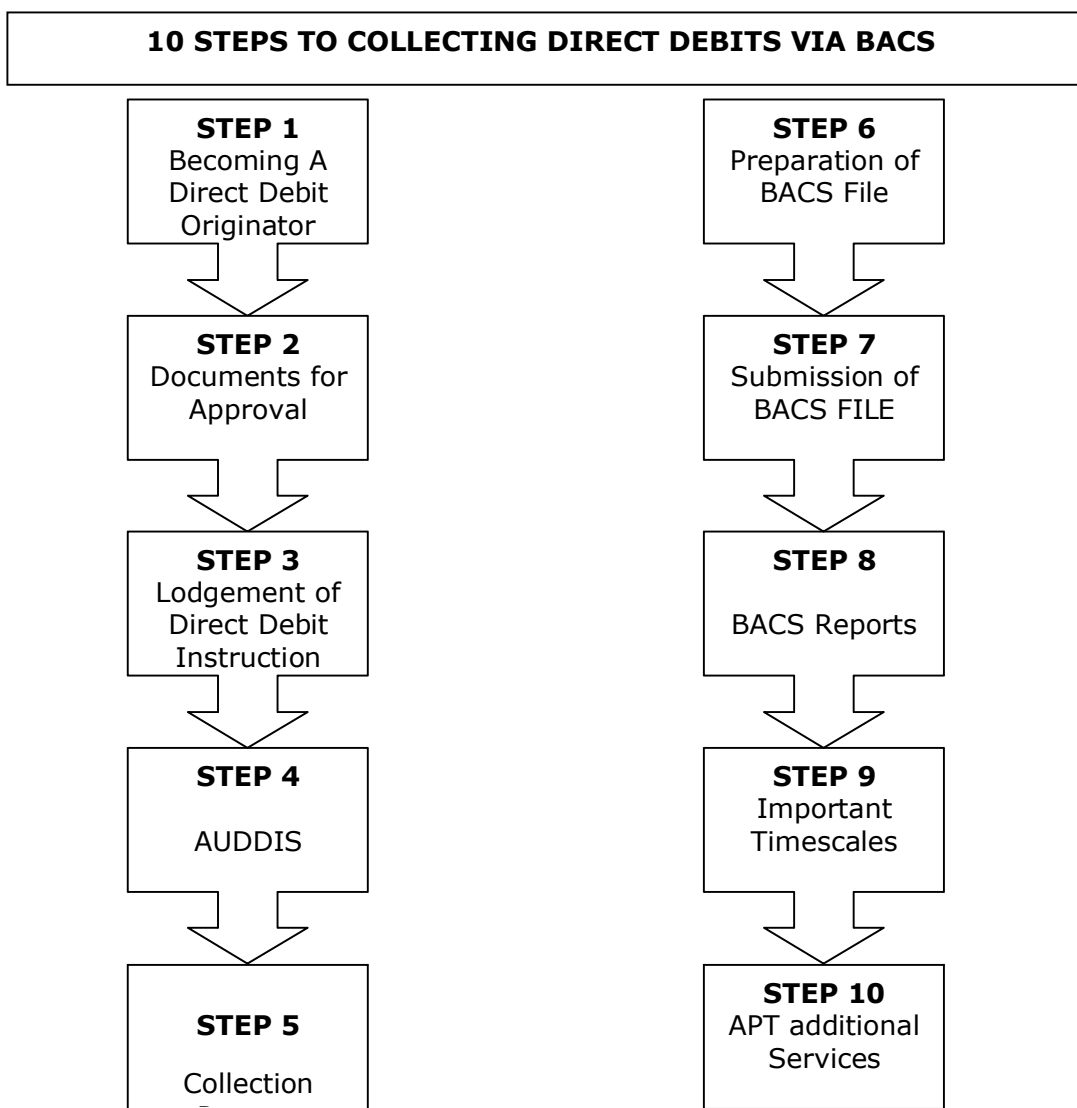 10 STEPS TO COLLECTING DIRECT DEBITS VIA BACS
STEP 1
Becoming A
Direct Debit
Originator
STEP 2
Documents for
Approval
STEP 3
Lodgement of
Direct Debit
Instruction
STEP 4
AUDDIS
STEP 5
Collection
STEP 6
Preparation of
BACS File
STEP 7
Submission of
BACS FILE
STEP 8
BACS Reports
STEP 9
Important
Timescales
STEP 10
APT additional
Services